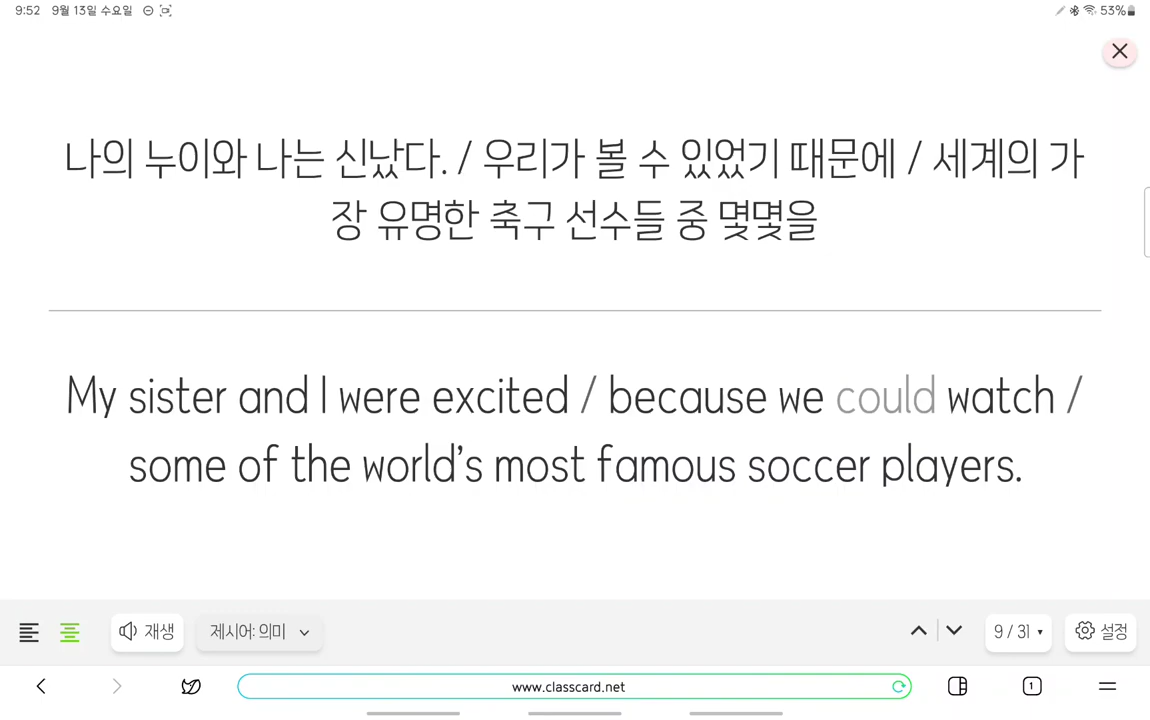 9:52 9월 13일 수요일 53%
나의 누이와 나는 신났다. / 우리가 볼 수 있었기 때문에 / 세계의 가
장 유명한 축구 선수들 중 몇몇을
My sister and I were excited / because we could watch /
some of the world's most famous soccer players.
재생 제시어: 의미 9 / 31 설정
www.classcard.net 1